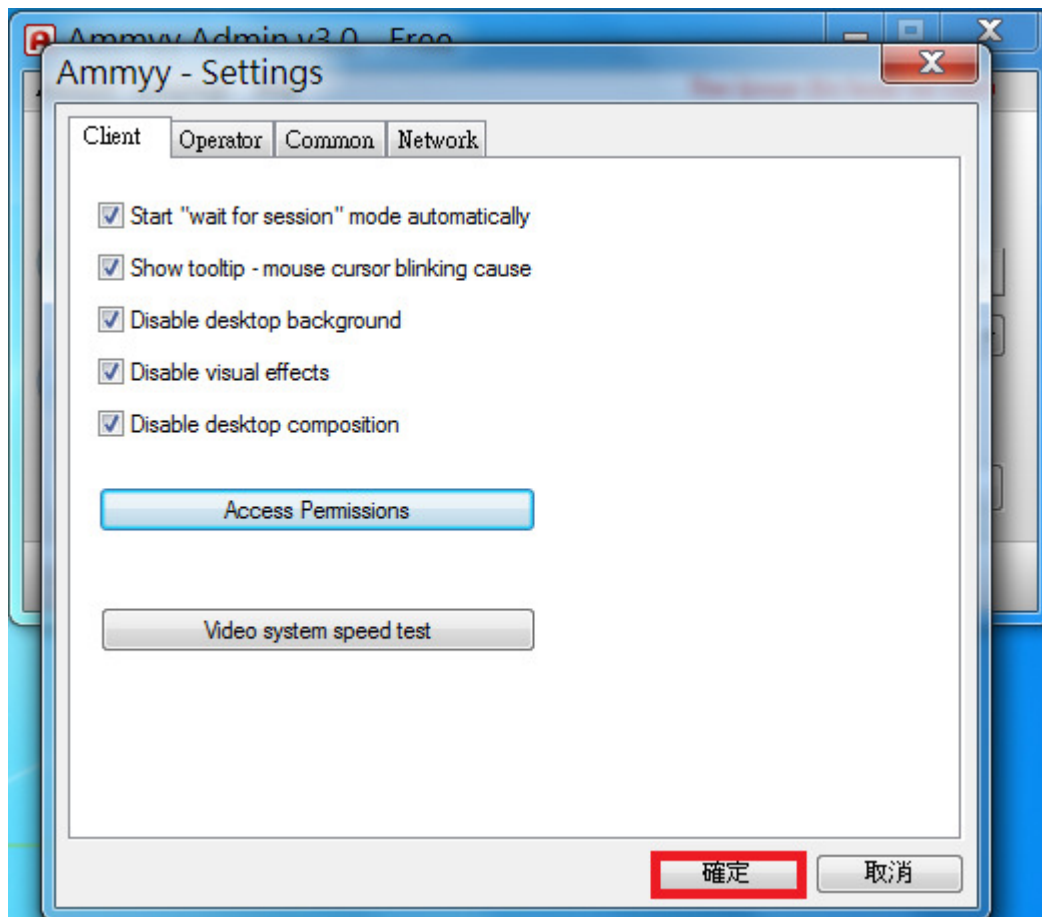 Ammyy Admin v3.0 - Free
Ammyy - Settings
Client
Operator
Common
Network
Start "wait for session" mode automatically
Show tooltip - mouse cursor blinking cause
Disable desktop background
Disable visual effects
Disable desktop composition
Access Permissions
Video system speed test
確定
取消